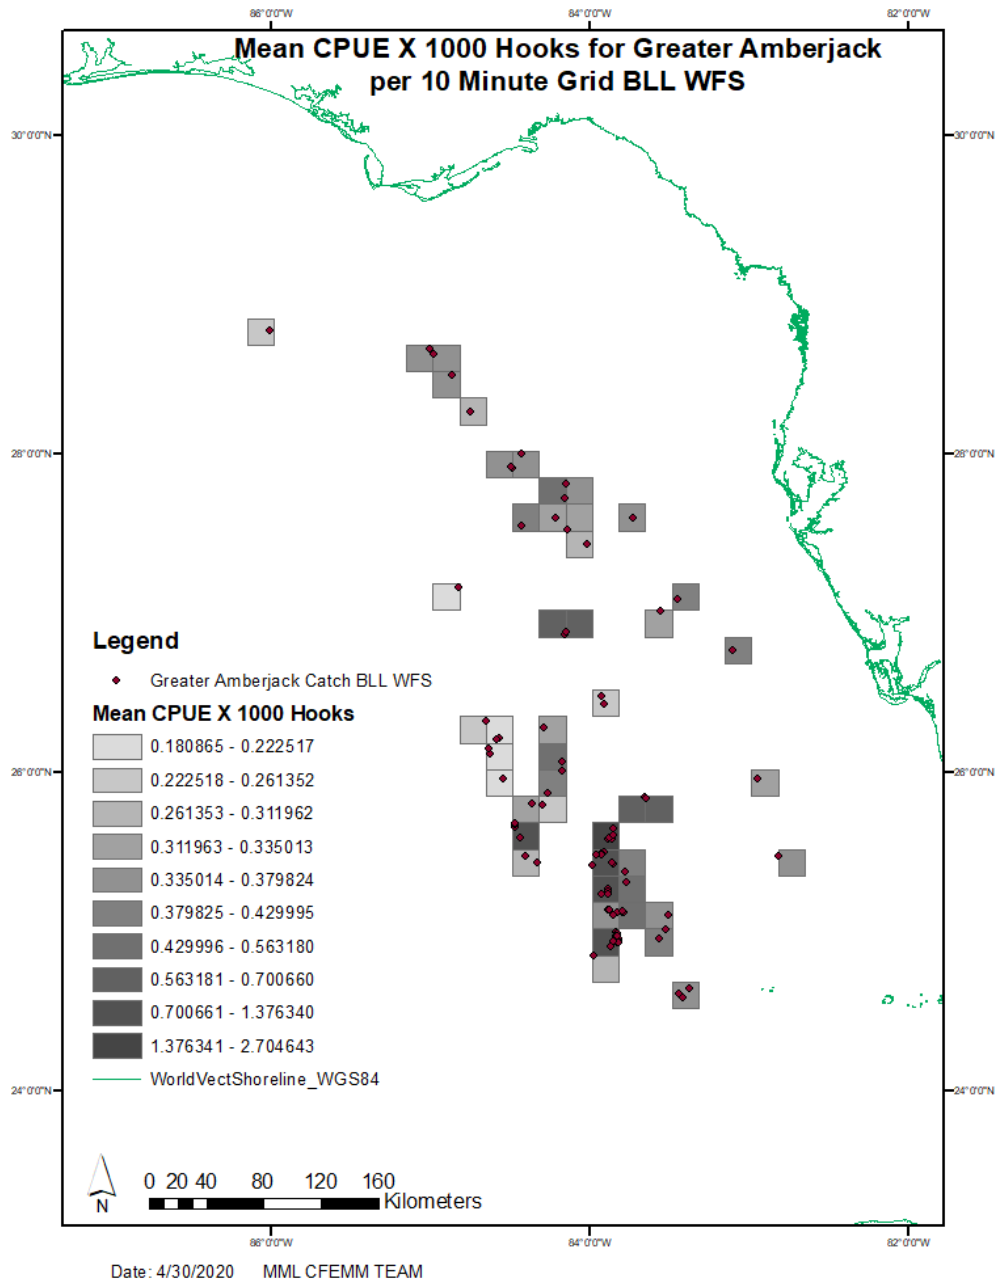 86°0'0"W 84°0'0"W 82°0'0"W
Mean CPUE X 1000 Hooks for Greater Amberjack
per 10 Minute Grid BLL WFS
30°0'0"N 30°0'0"N
28°0'0"N 28°0'0"N
Legend
Greater Amberjack Catch BLL WFS
Mean CPUE X 1000 Hooks
0.180865 - 0.222517
0.222518 - 0.261352
26°0'0"N 26°0'0"N
0.261353 - 0.311962
0.311963 - 0.335013
0.335014 - 0.379824
0.379825 - 0.429995
0.429996 - 0.563180
0.563181 - 0.700660
0.700661 - 1.376340
1.376341 - 2.704643
WorldVectShoreline_WGS84
24°0'0"N 24°0'0"N
0 20 40 80 120 160
Kilometers
N
86°0'0"W 84°0'0"W 82°0'0"W
Date: 4/30/2020 MML CFEMM TEAM